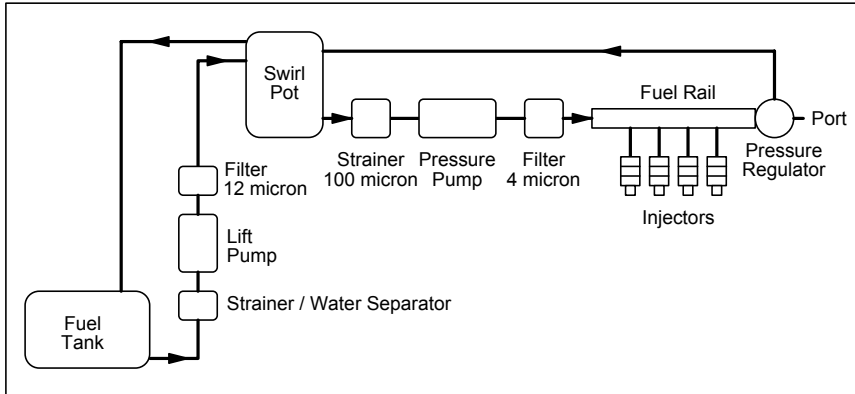 Swirl
Pot
Fuel Rail
Port
Pressure
Regulator
Strainer
100 micron
Pressure
Pump
Filter
4 micron
Injectors
Filter
12 micron
Lift
Pump
Strainer / Water Separator
Fuel
Tank